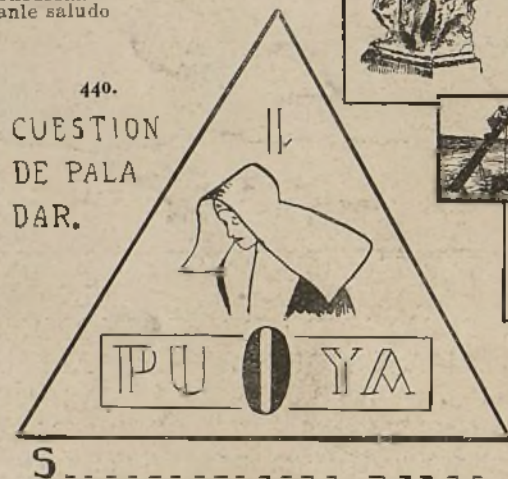 anle saludo
440.
CUESTION
DE PALA
DAR.
PU O YA
S